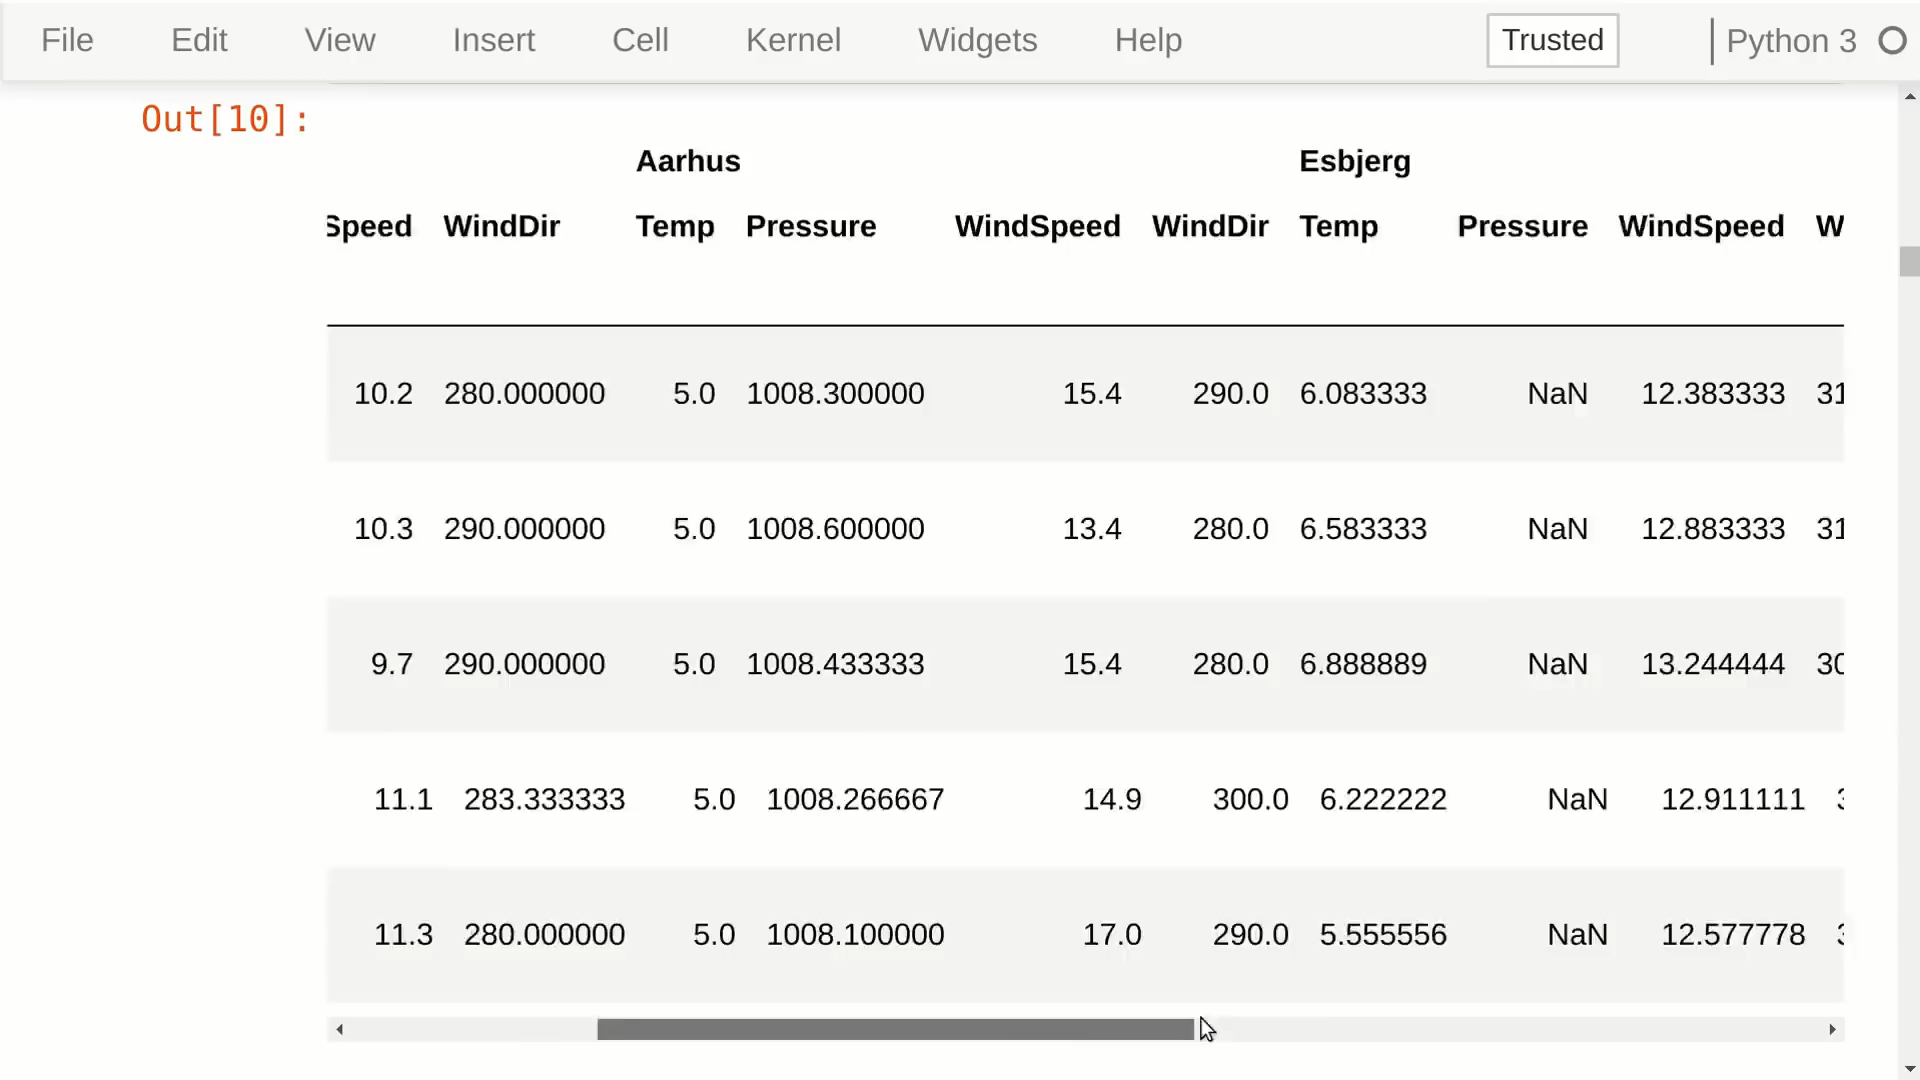 File Edit View Insert Cell Kernel Widgets Help Trusted Python 3
Out[10]:
Aarhus Esbjerg
Speed WindDir Temp Pressure WindSpeed WindDir Temp Pressure WindSpeed W
10.2 280.000000 5.0 1008.300000 15.4 290.0 6.083333 NaN 12.383333 31
10.3 290.000000 5.0 1008.600000 13.4 280.0 6.583333 NaN 12.883333 31
9.7 290.000000 5.0 1008.433333 15.4 280.0 6.888889 NaN 13.244444 30
11.1 283.333333 5.0 1008.266667 14.9 300.0 6.222222 NaN 12.911111
11.3 280.000000 5.0 1008.100000 17.0 290.0 5.555556 NaN 12.577778